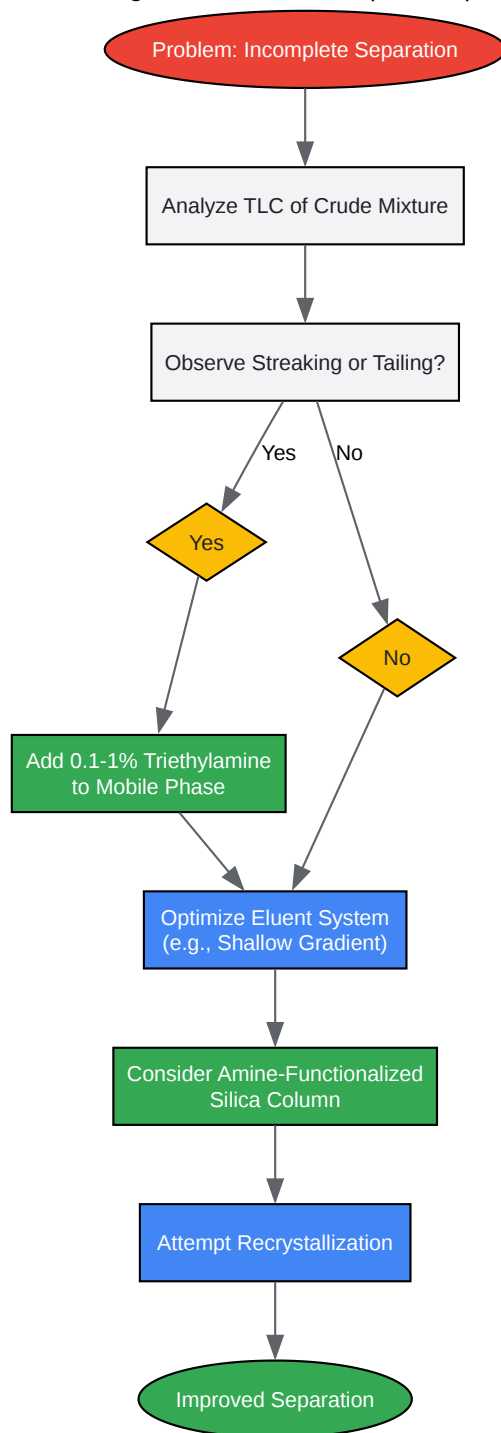 Problem: Incomplete Separation
Analyze TLC of Crude Mixture
Observe Streaking or Tailing?
Yes
No
Yes
No
Add 0.1-1% Triethylamine
to Mobile Phase
Optimize Eluent System
(e.g., Shallow Gradient)
Consider Amine-Functionalized
Silica Column
Attempt Recrystallization
Improved Separation